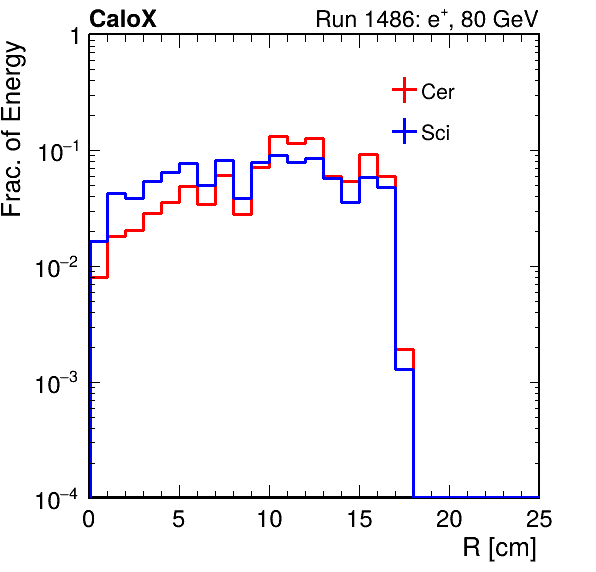 CaloX Run 1486: e⁺, 80 GeV
Frac. of Energy
1
10⁻¹
10⁻²
10⁻³
10⁻⁴
Cer
Sci
0 5 10 15 20 25
R [cm]